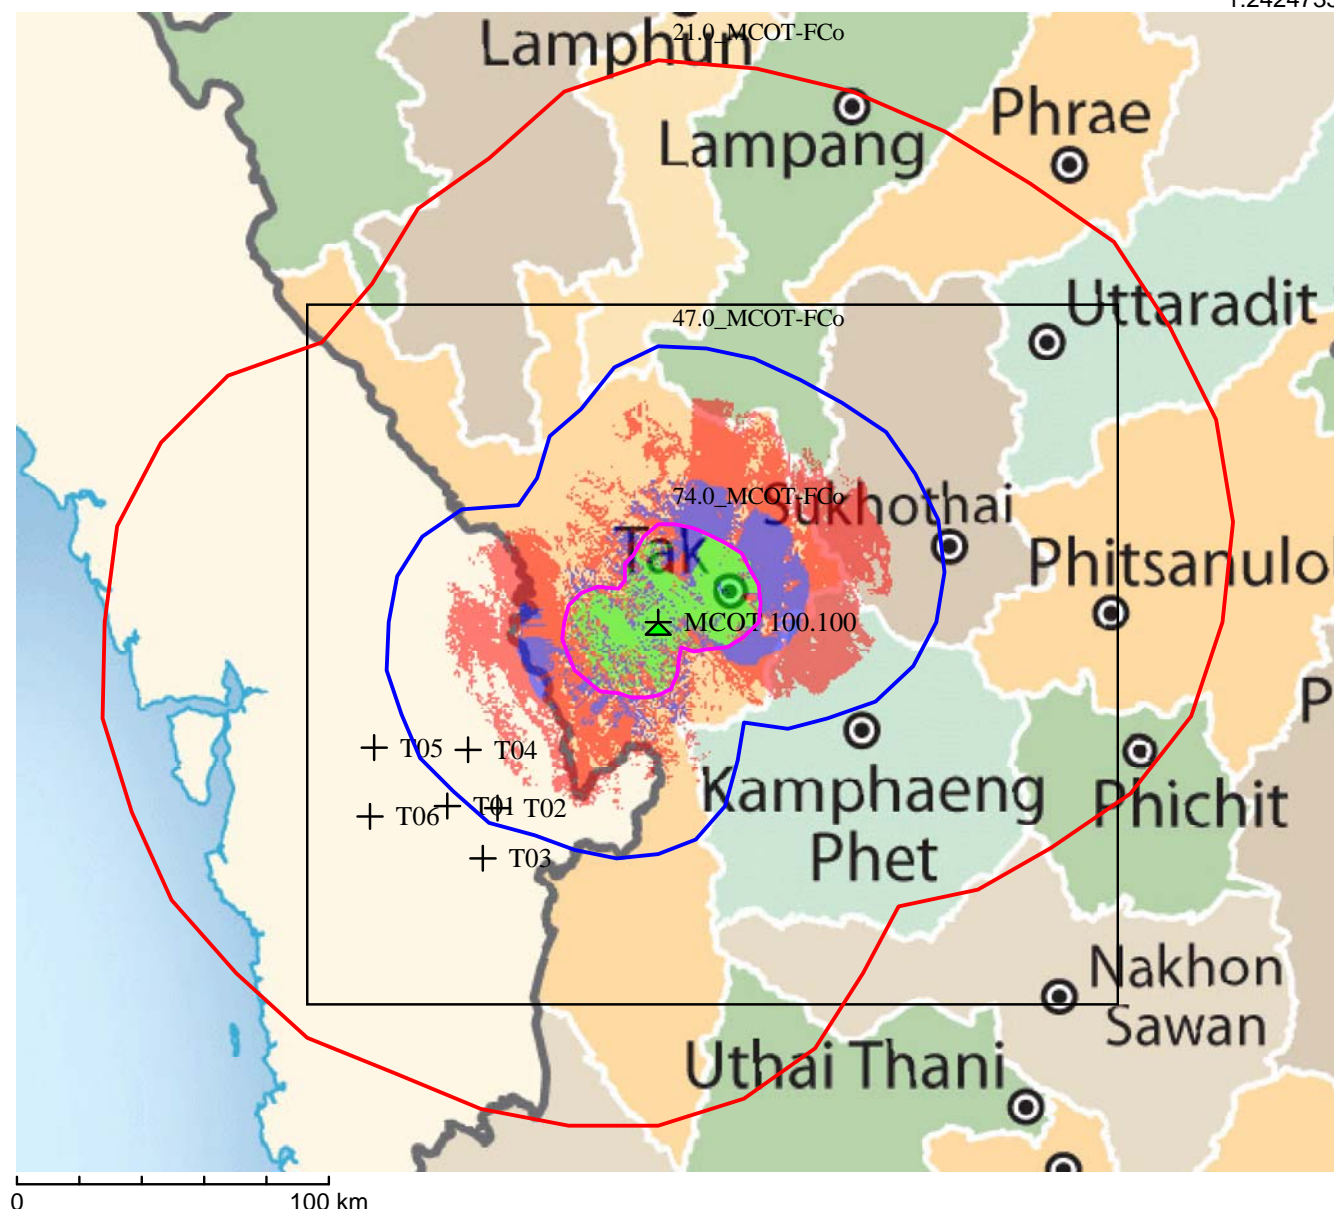 Lamphun
21.0_MCOT-FCo
Lampang
Phrae
Uttaradit
47.0_MCOT-FCo
74.0_MCOT-FCo
Sukhothai
Tak
Phitsanulo
MCOT 100.100
T05
T04
T01
T02
T06
T03
Kamphaeng
Phet
Phichit
Nakhon
Sawan
Uthai Thani
0
100 km